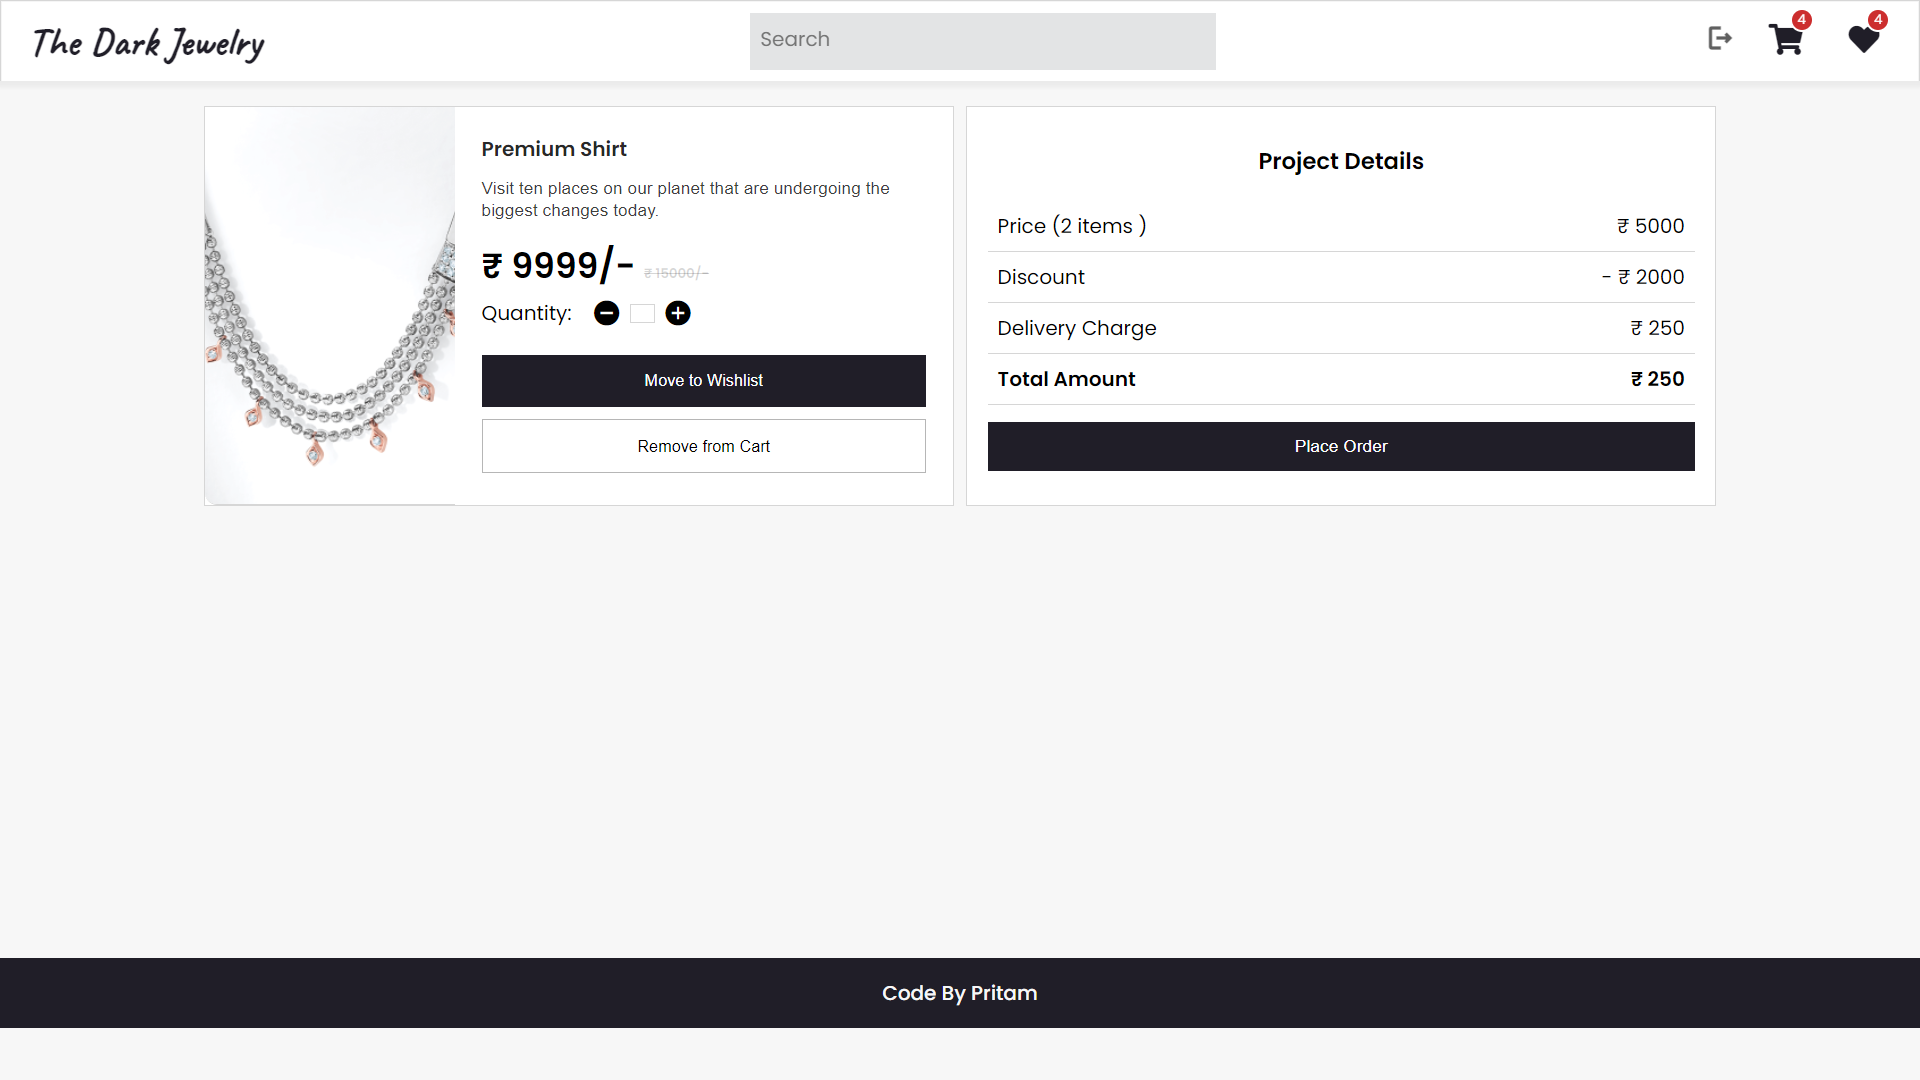 The Dark Jewelry
Search
4
4
Premium Shirt
Visit ten places on our planet that are undergoing the
biggest changes today.
₹ 9999/- ₹ 15000/-
Quantity:
Move to Wishlist
Remove from Cart
Project Details
Price (2 items ) ₹ 5000
Discount - ₹ 2000
Delivery Charge ₹ 250
Total Amount ₹ 250
Place Order
Code By Pritam